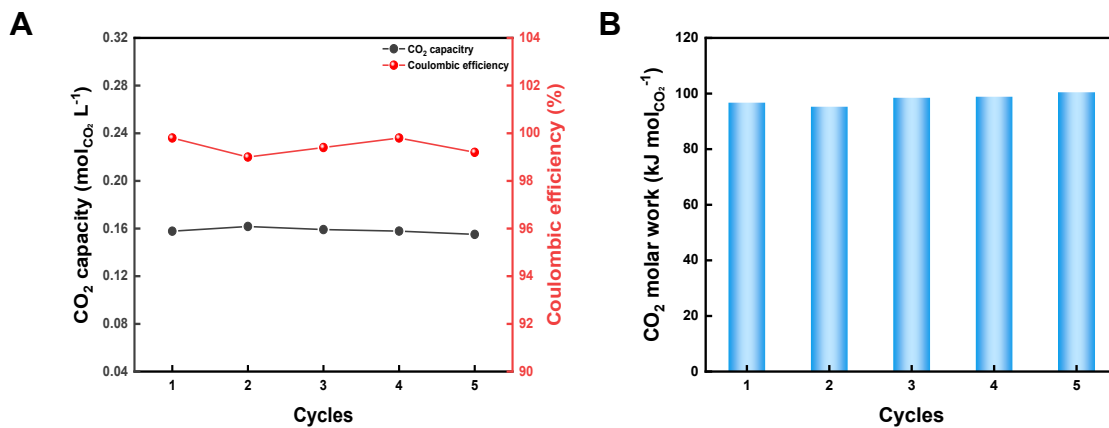 A
CO₂ capacity (mol_CO₂ L⁻¹)
0.32
0.28
0.24
0.20
0.16
0.12
0.08
0.04
CO₂ capacitry
Coulombic efficiency
104
102
100
98
96
94
92
90
Coulombic efficiency (%)
1 2 3 4 5
Cycles
B
CO₂ molar work (kJ mol_CO₂⁻¹)
120
100
80
60
40
20
0
1 2 3 4 5
Cycles